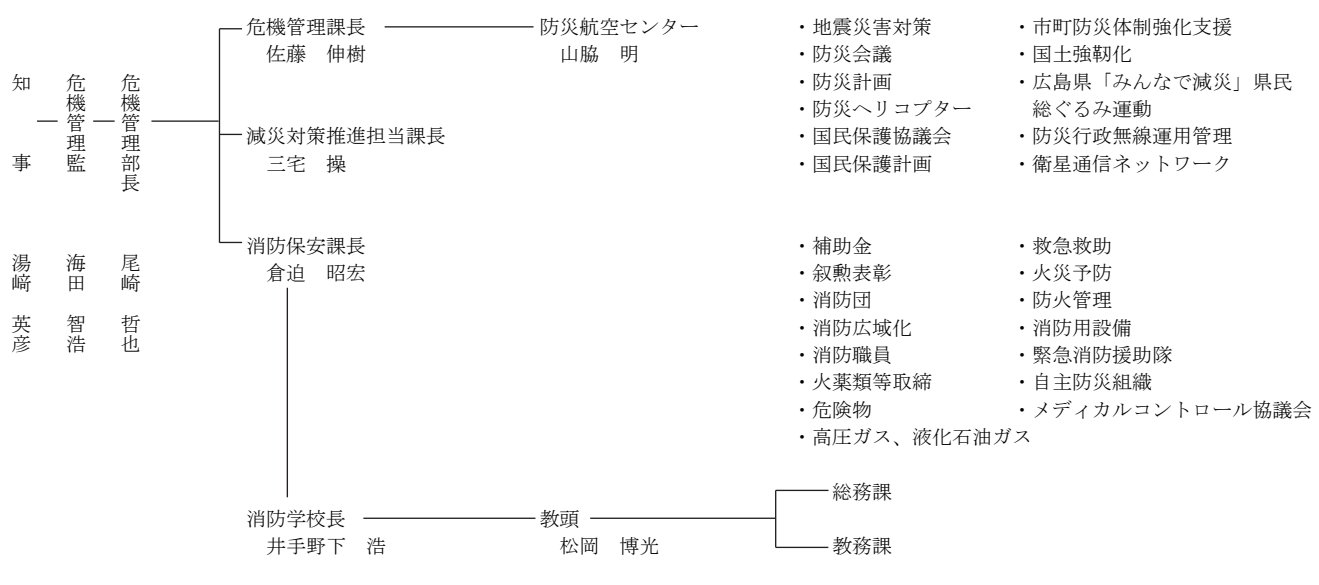 知　事
湯﨑　英彦
危機管理監
海田　智浩
危機管理部長
尾崎　哲也
危機管理課長
佐藤　伸樹
防災航空センター
山脇　明
・地震災害対策
・防災会議
・防災計画
・防災ヘリコプター
・国民保護協議会
・国民保護計画
・市町防災体制強化支援
・国土強靭化
・広島県「みんなで減災」県民
総ぐるみ運動
・防災行政無線運用管理
・衛星通信ネットワーク
減災対策推進担当課長
三宅　操
消防保安課長
倉迫　昭宏
・補助金
・叙勲表彰
・消防団
・消防広域化
・消防職員
・火薬類等取締
・危険物
・高圧ガス、液化石油ガス
・救急救助
・火災予防
・防火管理
・消防用設備
・緊急消防援助隊
・自主防災組織
・メディカルコントロール協議会
消防学校長
井手野下　浩
教頭
松岡　博光
総務課
教務課